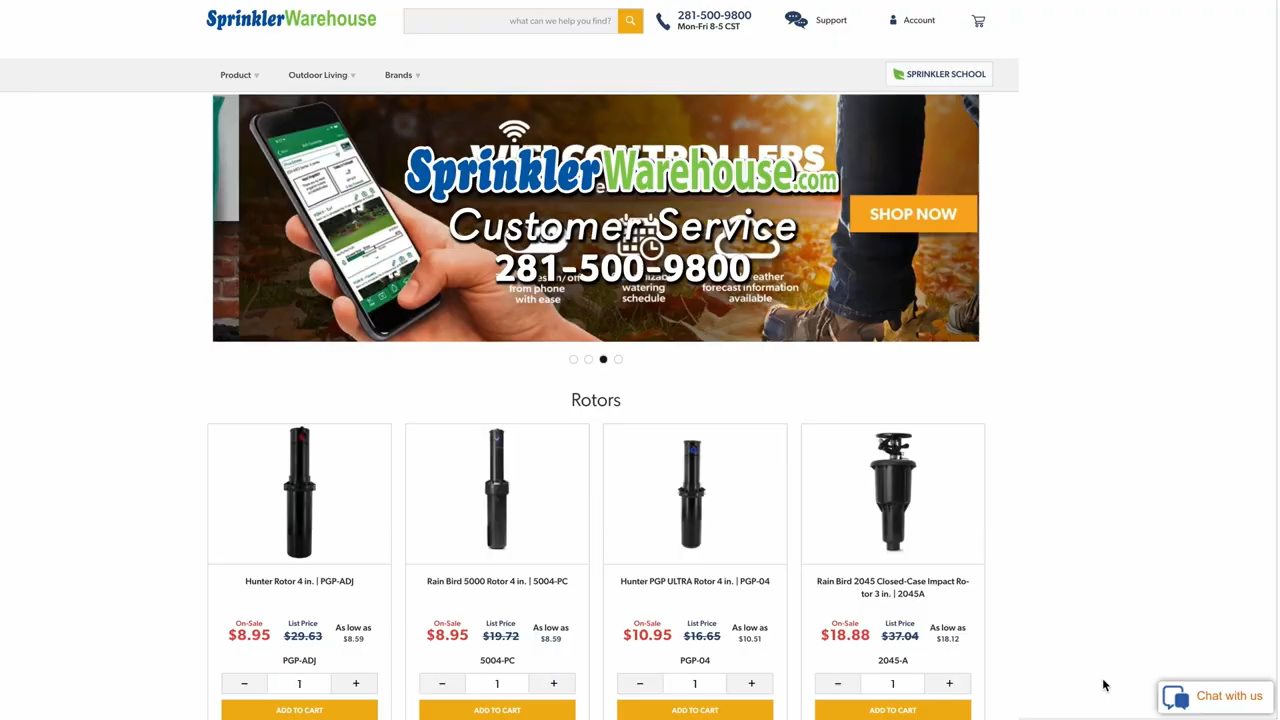 SprinklerWarehouse
what can we help you find?
281-500-9800
Mon-Fri 8-5 CST
Support
Account
Product
Outdoor Living
Brands
SPRINKLER SCHOOL
SprinklerWarehouse.com
Customer Service
281-500-9800
SHOP NOW
from phone
with ease
watering
schedule
forecast information
available
Rotors
Hunter Rotor 4 in. | PGP-ADJ
On-Sale List Price As low as
$8.95 $29.63 $8.59
PGP-ADJ
− 1 +
ADD TO CART
Rain Bird 5000 Rotor 4 in. | 5004-PC
On-Sale List Price As low as
$8.95 $19.72 $8.59
5004-PC
− 1 +
ADD TO CART
Hunter PGP ULTRA Rotor 4 in. | PGP-04
On-Sale List Price As low as
$10.95 $16.65 $10.51
PGP-04
− 1 +
ADD TO CART
Rain Bird 2045 Closed-Case Impact Ro-
tor 3 in. | 2045A
On-Sale List Price As low as
$18.88 $37.04 $18.12
2045-A
− 1 +
ADD TO CART
Chat with us